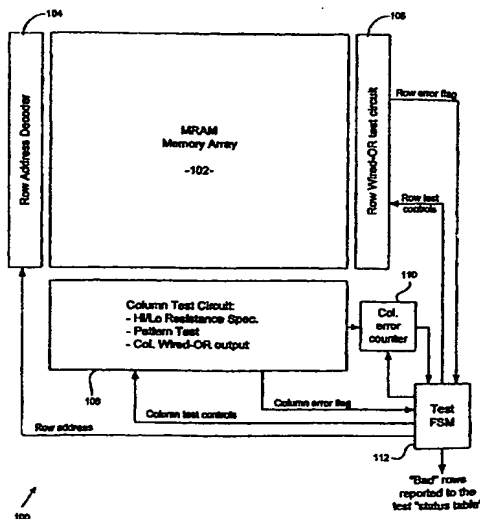 104
106
Row Address Decoder
MRAM
Memory Array
-102-
Row Wired-OR test circuit
Row error flag
Row test
controls
110
Column Test Circuit:
- Hi/Lo Resistance Spec.
- Pattern Test
- Col. Wired-OR output
Col.
error
counter
108
Column error flag
Column test controls
Test
FSM
Row address
112
"Bad" rows
reported to the
test "status table"
100